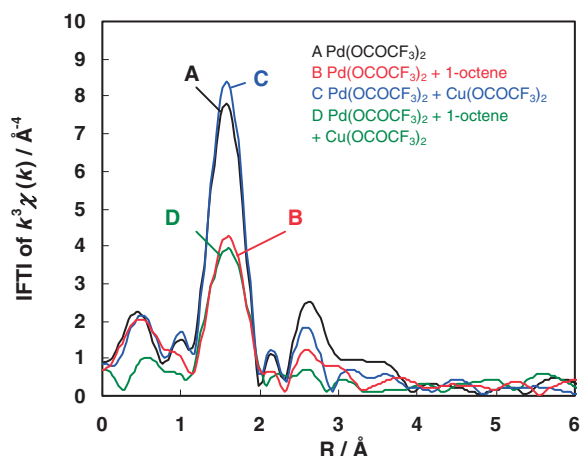 10
9
8
7
6
5
4
3
2
1
0
|FT| of k³χ(k) / Å⁻⁴
A Pd(OCOCF₃)₂
B Pd(OCOCF₃)₂ + 1-octene
C Pd(OCOCF₃)₂ + Cu(OCOCF₃)₂
D Pd(OCOCF₃)₂ + 1-octene
+ Cu(OCOCF₃)₂
A
C
D
B
0 1 2 3 4 5 6
R / Å